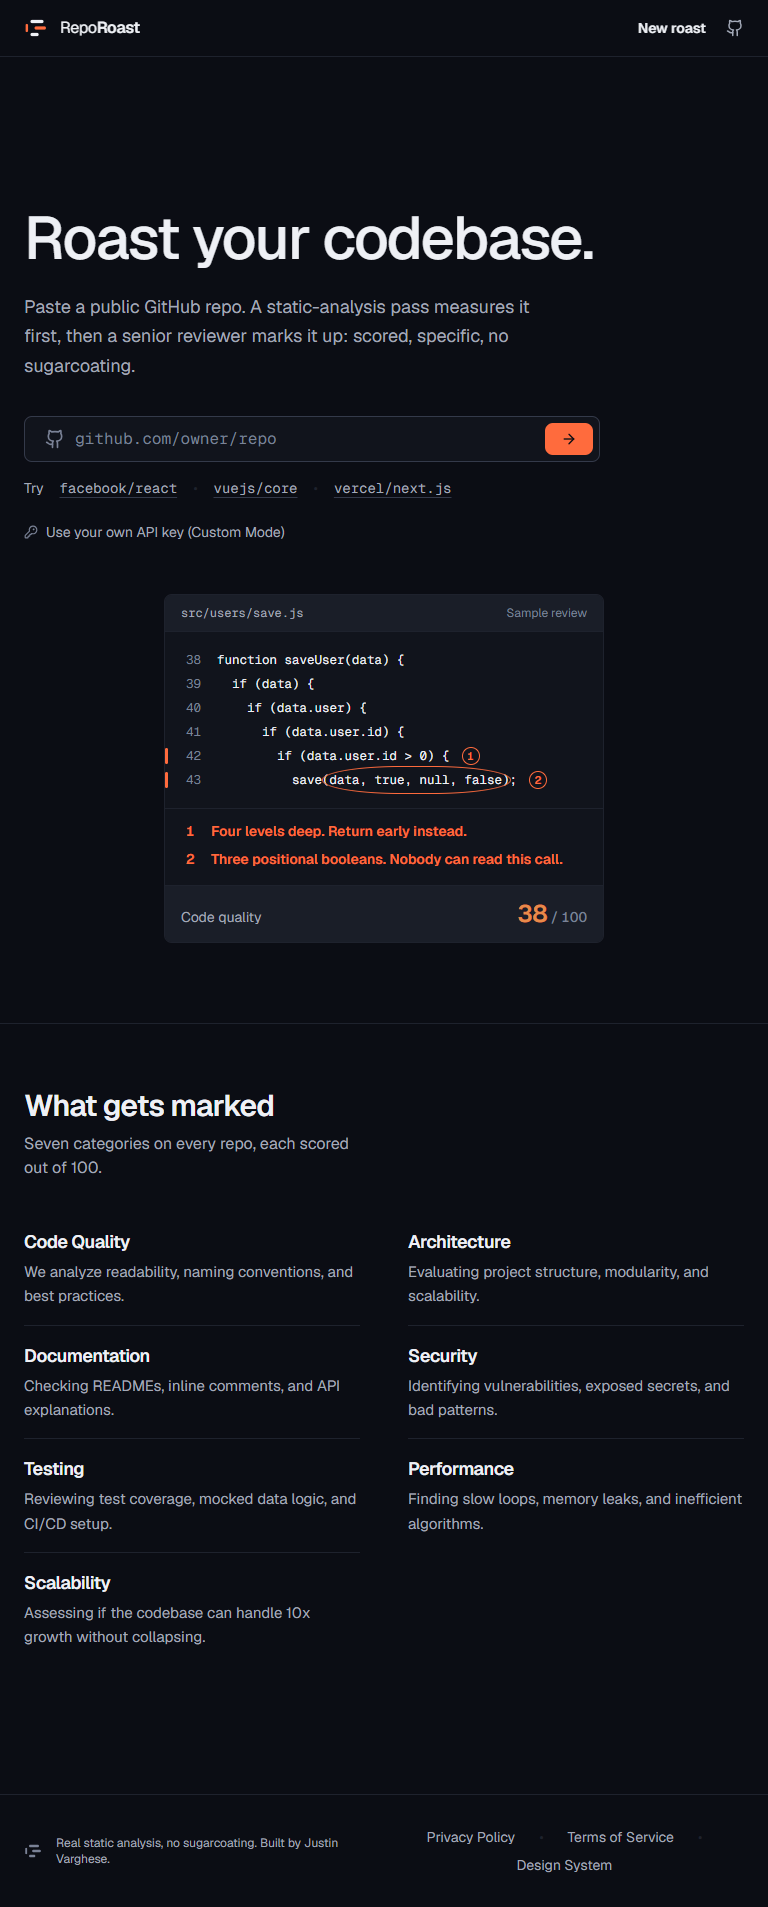 RepoRoast
New roast
Roast your codebase.
Paste a public GitHub repo. A static-analysis pass measures it
first, then a senior reviewer marks it up: scored, specific, no
sugarcoating.
github.com/owner/repo
Try facebook/react · vuejs/core · vercel/next.js
Use your own API key (Custom Mode)
src/users/save.js Sample review
38 function saveUser(data) {
39 if (data) {
40 if (data.user) {
41 if (data.user.id) {
42 if (data.user.id > 0) { 1
43 save(data, true, null, false); 2
1 Four levels deep. Return early instead.
2 Three positional booleans. Nobody can read this call.
Code quality 38 / 100
What gets marked
Seven categories on every repo, each scored
out of 100.
Code Quality
We analyze readability, naming conventions, and
best practices.
Architecture
Evaluating project structure, modularity, and
scalability.
Documentation
Checking READMEs, inline comments, and API
explanations.
Security
Identifying vulnerabilities, exposed secrets, and
bad patterns.
Testing
Reviewing test coverage, mocked data logic, and
CI/CD setup.
Performance
Finding slow loops, memory leaks, and inefficient
algorithms.
Scalability
Assessing if the codebase can handle 10x
growth without collapsing.
Real static analysis, no sugarcoating. Built by Justin
Varghese.
Privacy Policy · Terms of Service ·
Design System